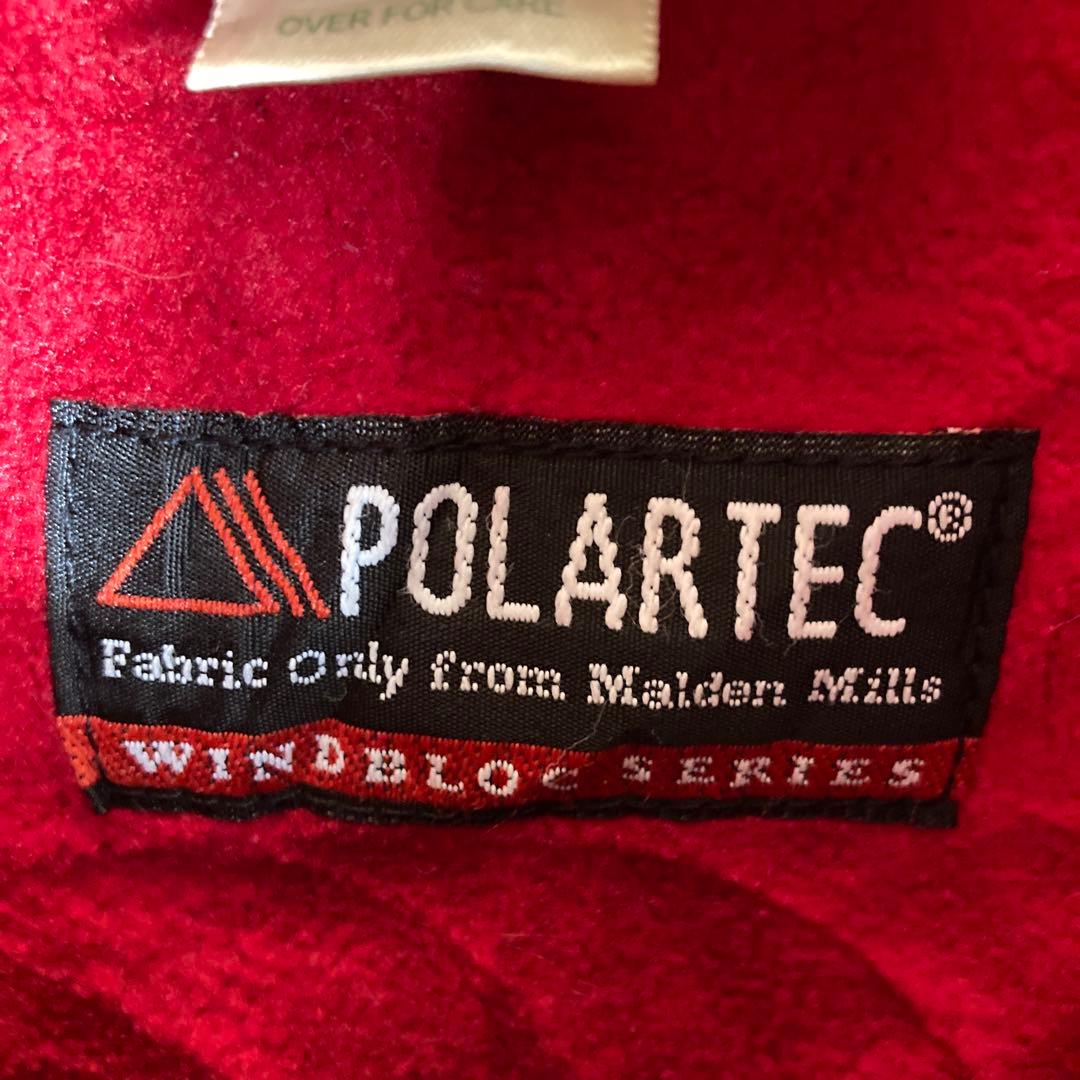 OVER FOR CARE
POLARTEC®
Fabric Only from Malden Mills
WINDBLOC SERIES